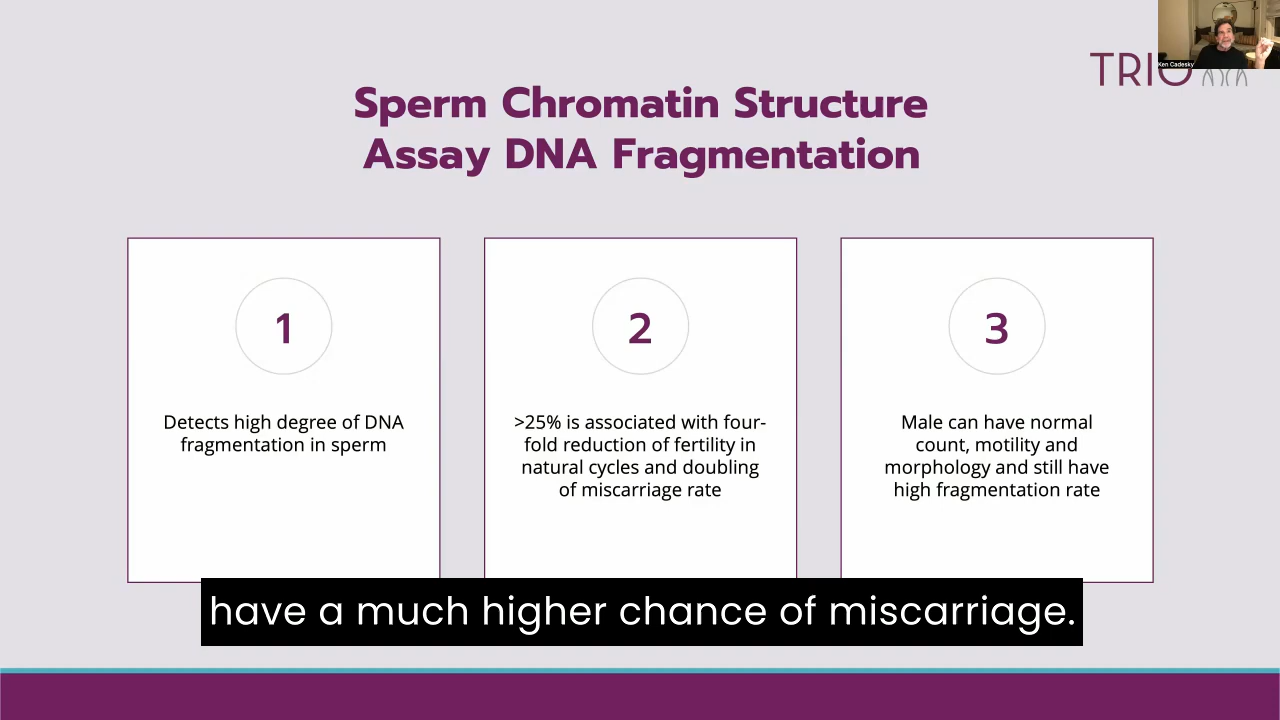 TRIO
Ken Cadesky
Sperm Chromatin Structure
Assay DNA Fragmentation
1
Detects high degree of DNA
fragmentation in sperm
2
>25% is associated with four-
fold reduction of fertility in
natural cycles and doubling
of miscarriage rate
3
Male can have normal
count, motility and
morphology and still have
high fragmentation rate
have a much higher chance of miscarriage.